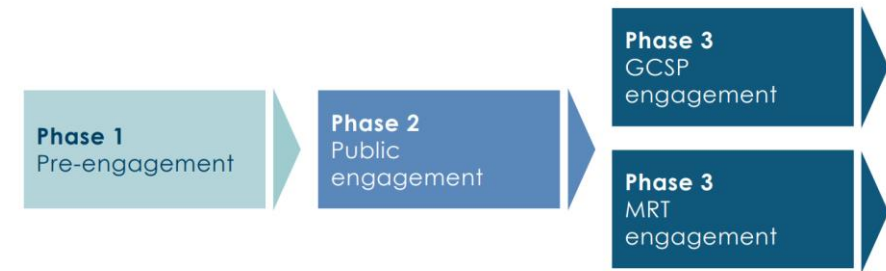 Phase 1
Pre-engagement
Phase 2
Public
engagement
Phase 3
GCSP
engagement
Phase 3
MRT
engagement